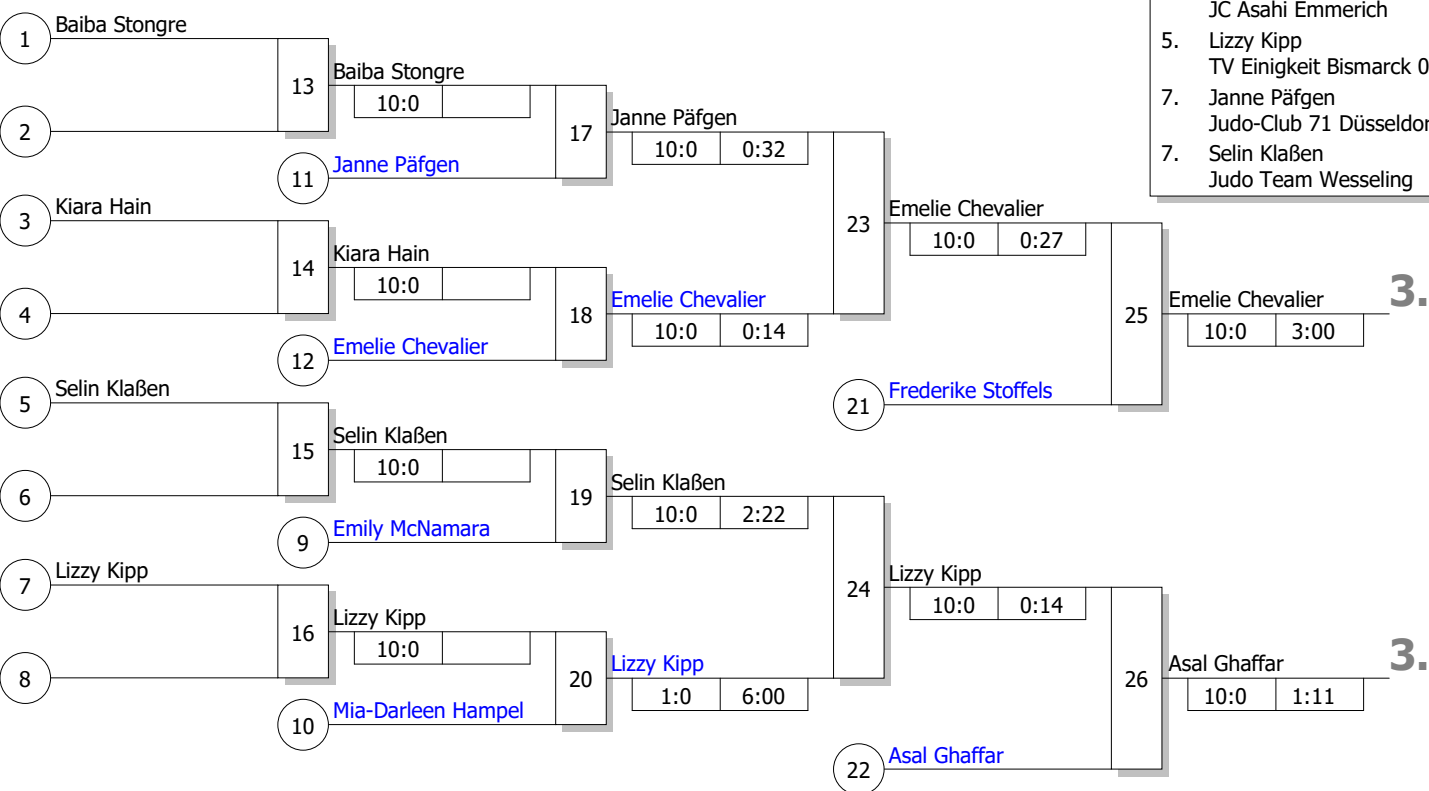 1 Baiba Stongre
13
Baiba Stongre
10:0
2
17
Janne Päfgen
10:0 0:32
11 Janne Päfgen
3 Kiara Hain
14
Kiara Hain
10:0
4
18
Emelie Chevalier
10:0 0:14
12 Emelie Chevalier
23
Emelie Chevalier
10:0 0:27
25
Emelie Chevalier
10:0 3:00
3.
21 Frederike Stoffels
5 Selin Klaßen
15
Selin Klaßen
10:0
6
19
Selin Klaßen
10:0 2:22
9 Emily McNamara
7 Lizzy Kipp
16
Lizzy Kipp
10:0
8
20
Lizzy Kipp
1:0 6:00
10 Mia-Darleen Hampel
24
Lizzy Kipp
10:0 0:14
26
Asal Ghaffar
10:0 1:11
3.
22 Asal Ghaffar
JC Asahi Emmerich
5. Lizzy Kipp
TV Einigkeit Bismarck 0
7. Janne Päfgen
Judo-Club 71 Düsseldor
7. Selin Klaßen
Judo Team Wesseling